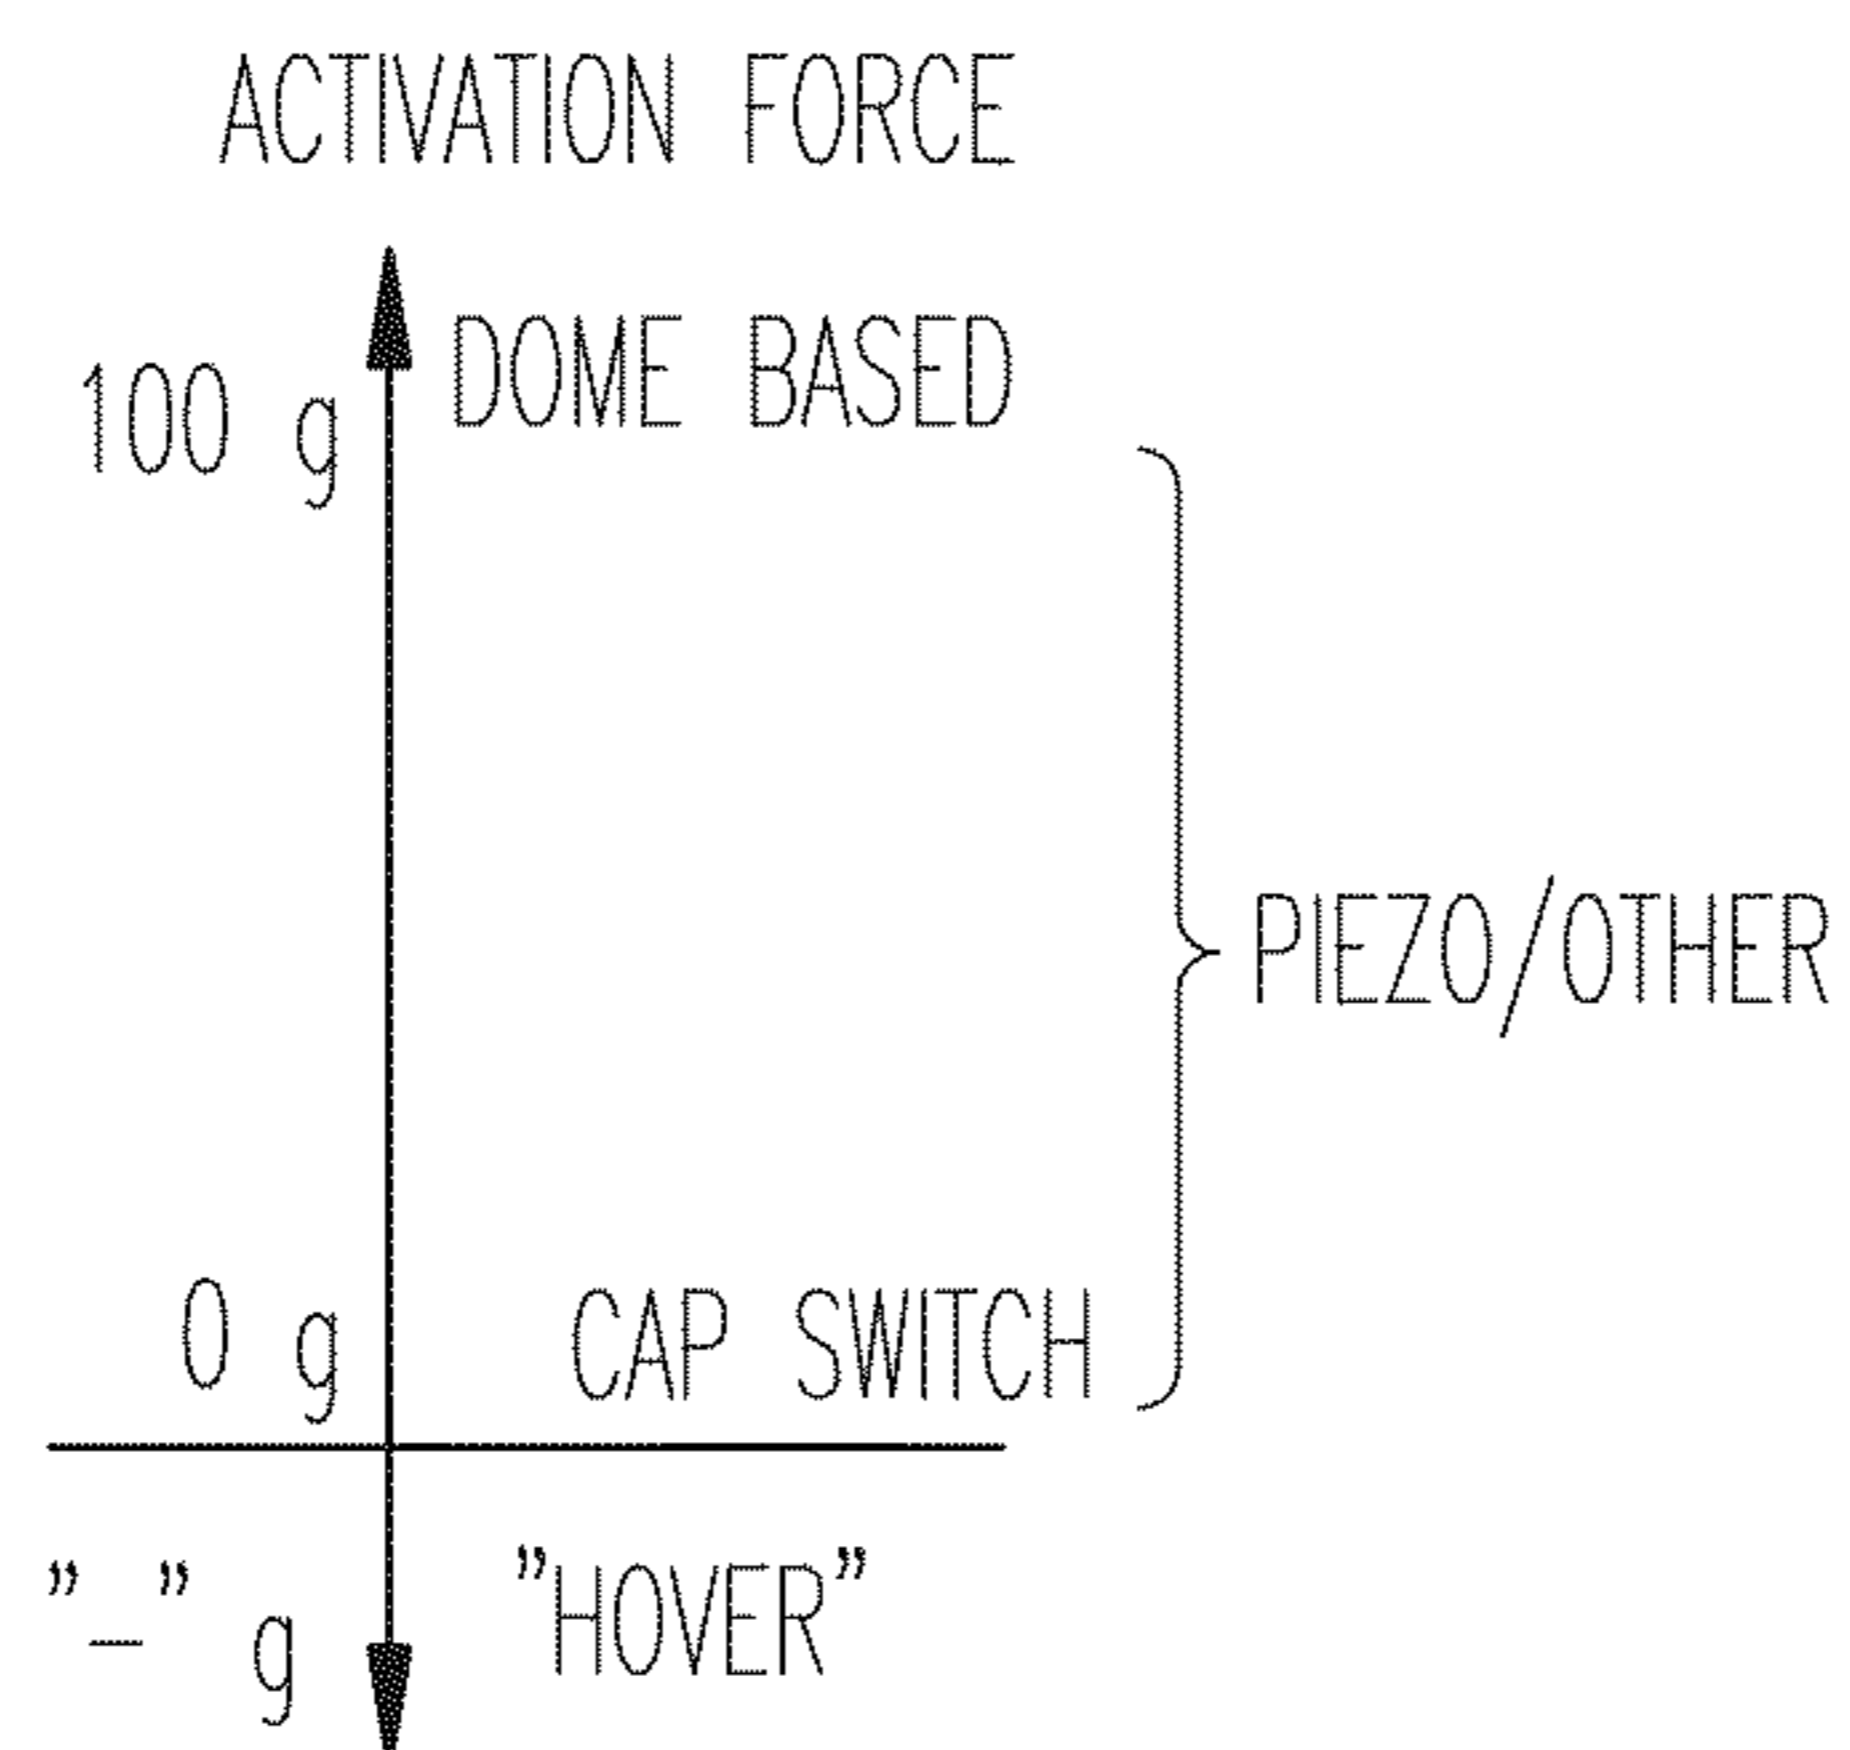 ACTIVATION FORCE
100 g
DOME BASED
PIEZO/OTHER
0 g
CAP SWITCH
”–” g
”HOVER”